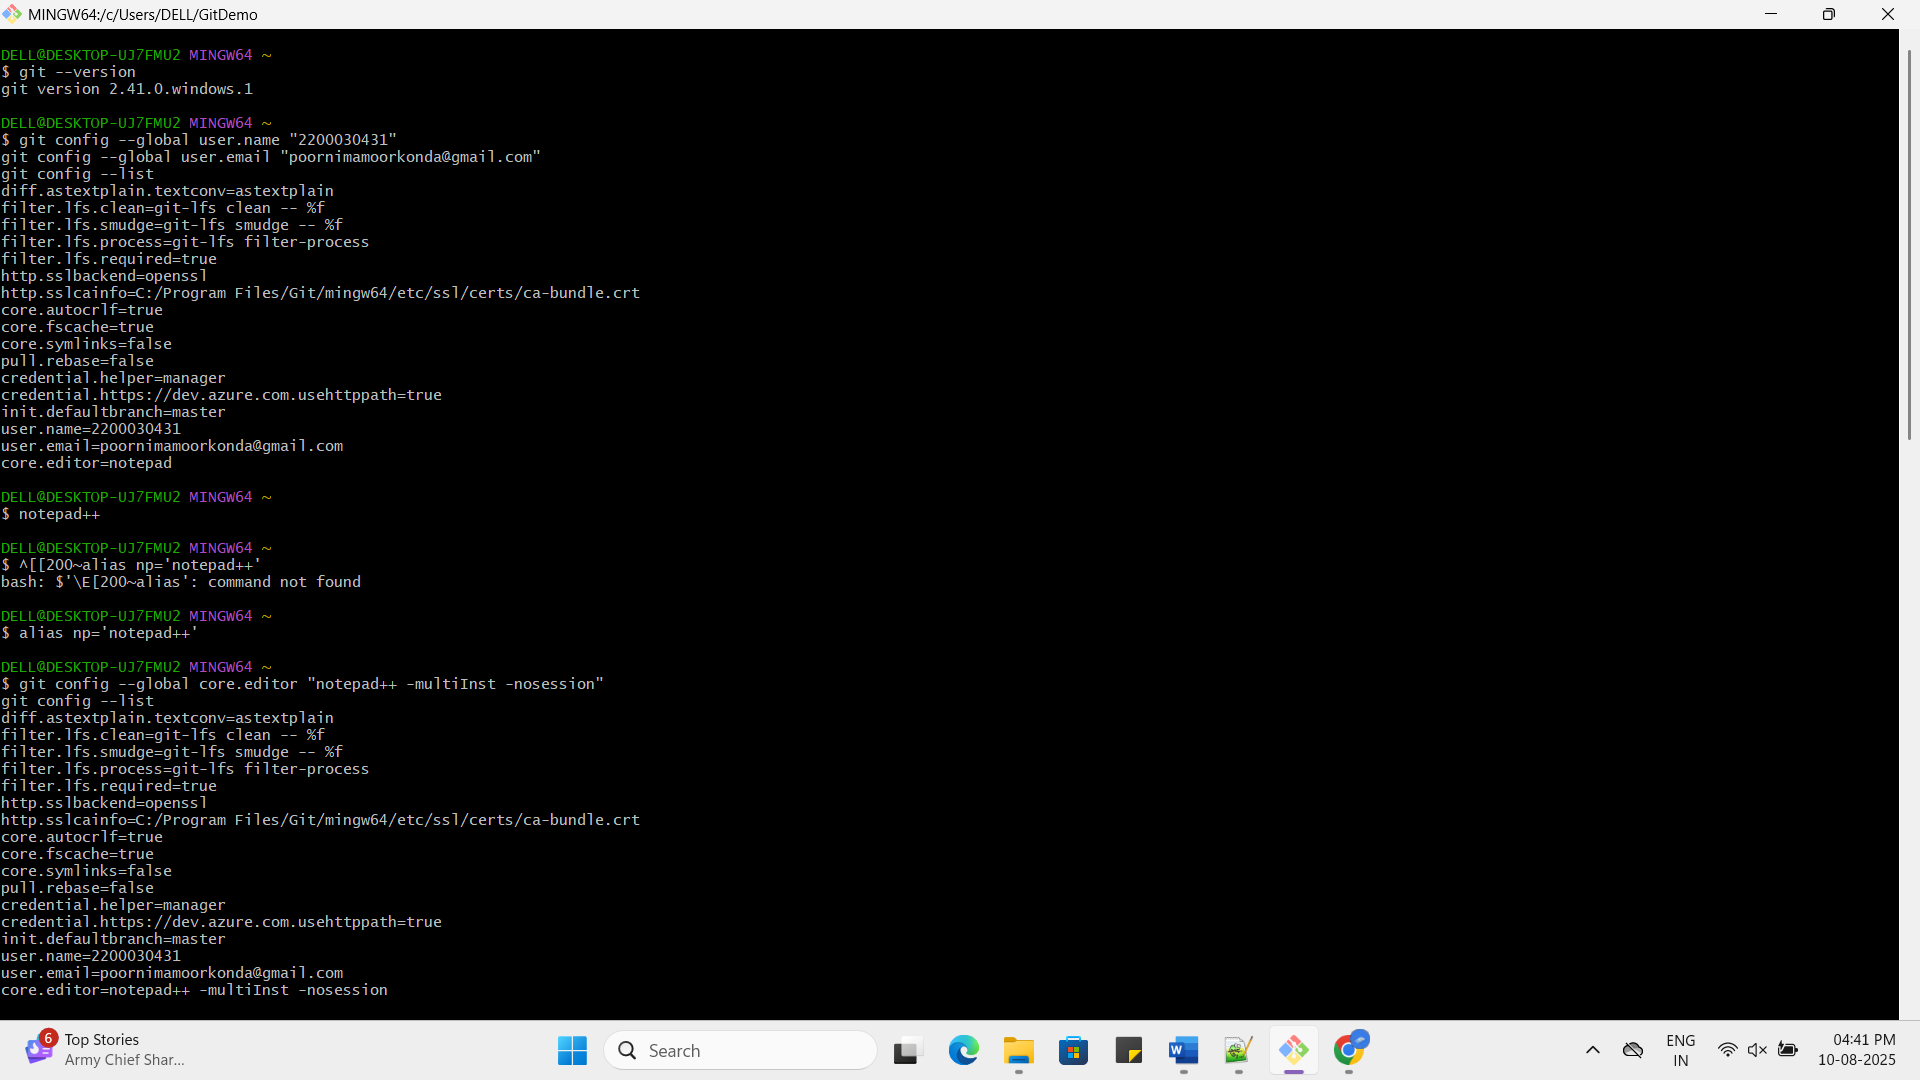 MINGW64:/c/Users/DELL/GitDemo
DELL@DESKTOP-UJ7FMU2 MINGW64 ~
$ git --version
git version 2.41.0.windows.1
DELL@DESKTOP-UJ7FMU2 MINGW64 ~
$ git config --global user.name "2200030431"
git config --global user.email "poornimamoorkonda@gmail.com"
git config --list
diff.astextplain.textconv=astextplain
filter.lfs.clean=git-lfs clean -- %f
filter.lfs.smudge=git-lfs smudge -- %f
filter.lfs.process=git-lfs filter-process
filter.lfs.required=true
http.sslbackend=openssl
http.sslcainfo=C:/Program Files/Git/mingw64/etc/ssl/certs/ca-bundle.crt
core.autocrlf=true
core.fscache=true
core.symlinks=false
pull.rebase=false
credential.helper=manager
credential.https://dev.azure.com.usehttppath=true
init.defaultbranch=master
user.name=2200030431
user.email=poornimamoorkonda@gmail.com
core.editor=notepad
DELL@DESKTOP-UJ7FMU2 MINGW64 ~
$ notepad++
DELL@DESKTOP-UJ7FMU2 MINGW64 ~
$ ^[[200~alias np='notepad++'
bash: $'\E[200~alias': command not found
DELL@DESKTOP-UJ7FMU2 MINGW64 ~
$ alias np='notepad++'
DELL@DESKTOP-UJ7FMU2 MINGW64 ~
$ git config --global core.editor "notepad++ -multiInst -nosession"
git config --list
diff.astextplain.textconv=astextplain
filter.lfs.clean=git-lfs clean -- %f
filter.lfs.smudge=git-lfs smudge -- %f
filter.lfs.process=git-lfs filter-process
filter.lfs.required=true
http.sslbackend=openssl
http.sslcainfo=C:/Program Files/Git/mingw64/etc/ssl/certs/ca-bundle.crt
core.autocrlf=true
core.fscache=true
core.symlinks=false
pull.rebase=false
credential.helper=manager
credential.https://dev.azure.com.usehttppath=true
init.defaultbranch=master
user.name=2200030431
user.email=poornimamoorkonda@gmail.com
core.editor=notepad++ -multiInst -nosession
6
Top Stories
Army Chief Shar...
Search
W
ENG
IN
04:41 PM
10-08-2025